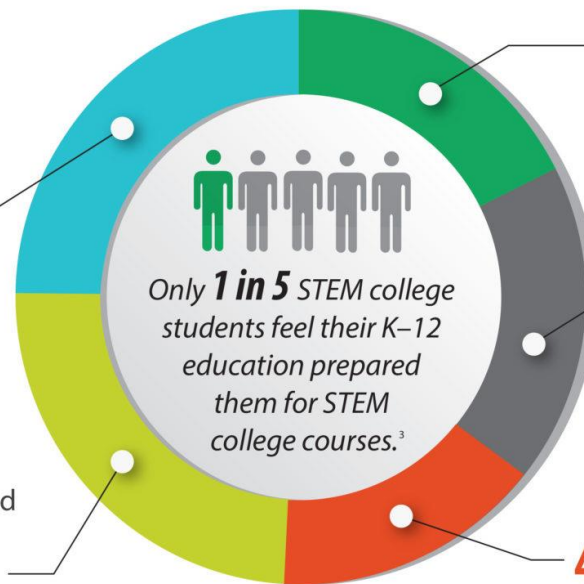 Only 1 in 5 STEM college
students feel their K–12
education prepared
them for STEM
college courses.³